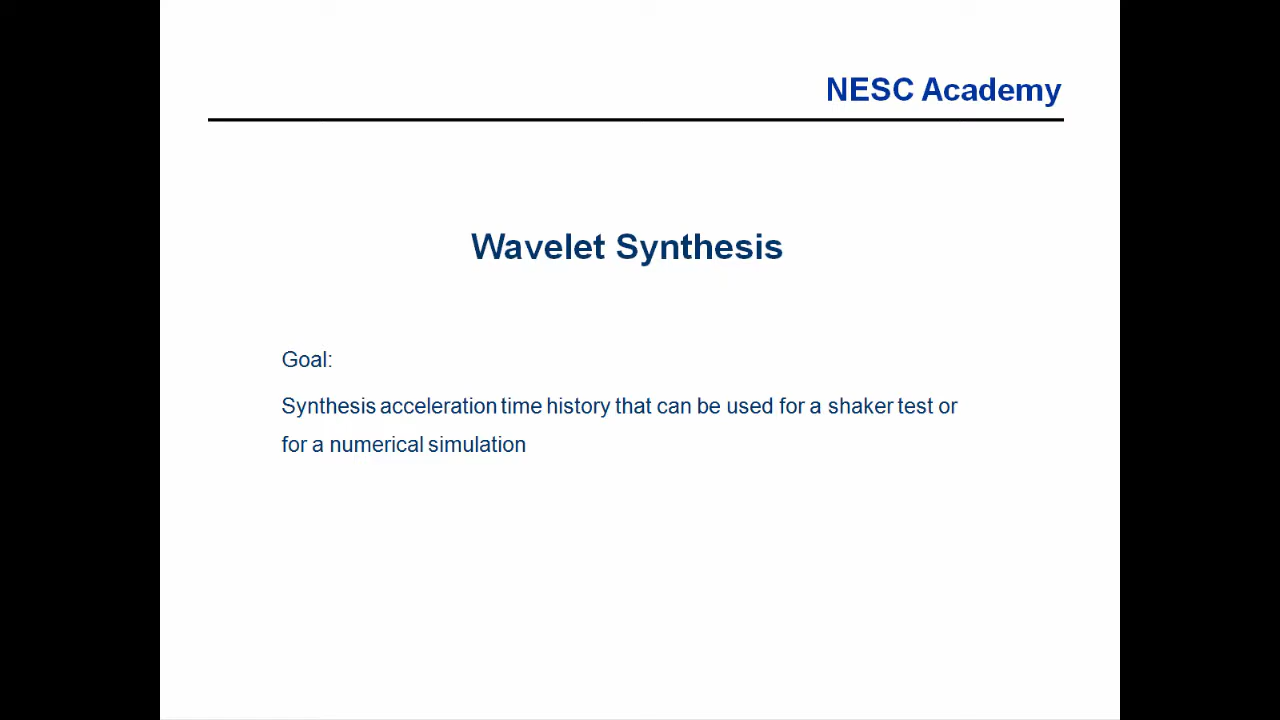 NESC Academy
Wavelet Synthesis
Goal:
Synthesis acceleration time history that can be used for a shaker test or
for a numerical simulation